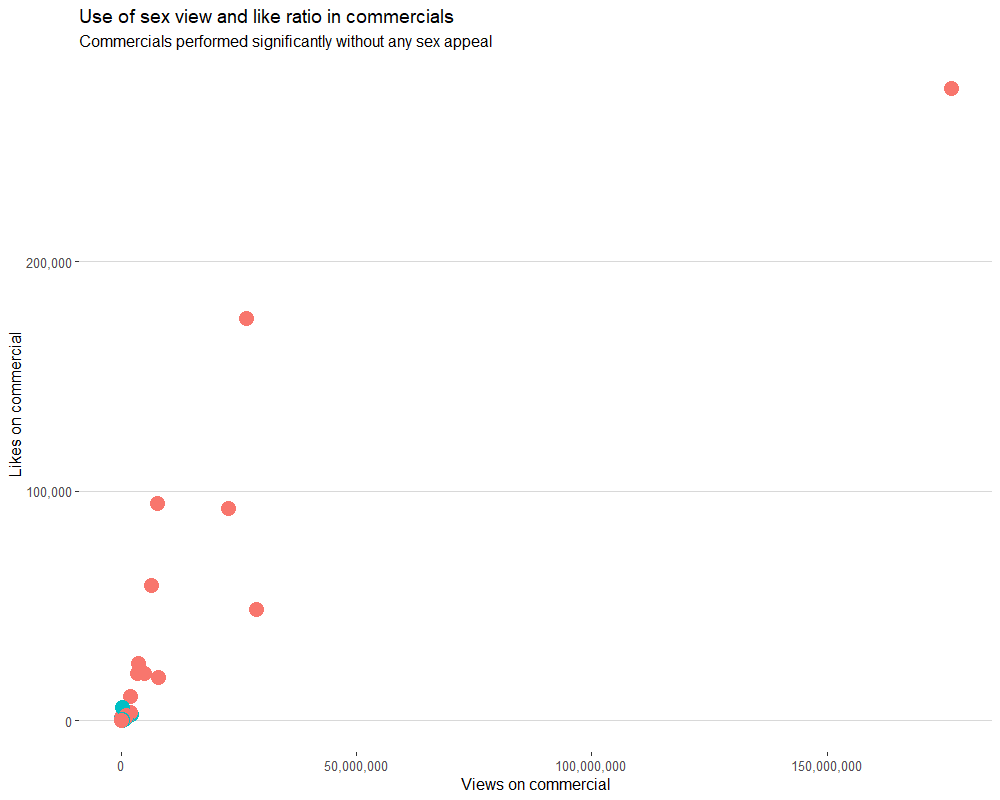 Use of sex view and like ratio in commercials
Commercials performed significantly without any sex appeal
Likes on commercial
200,000
100,000
0
0
50,000,000
100,000,000
150,000,000
Views on commercial